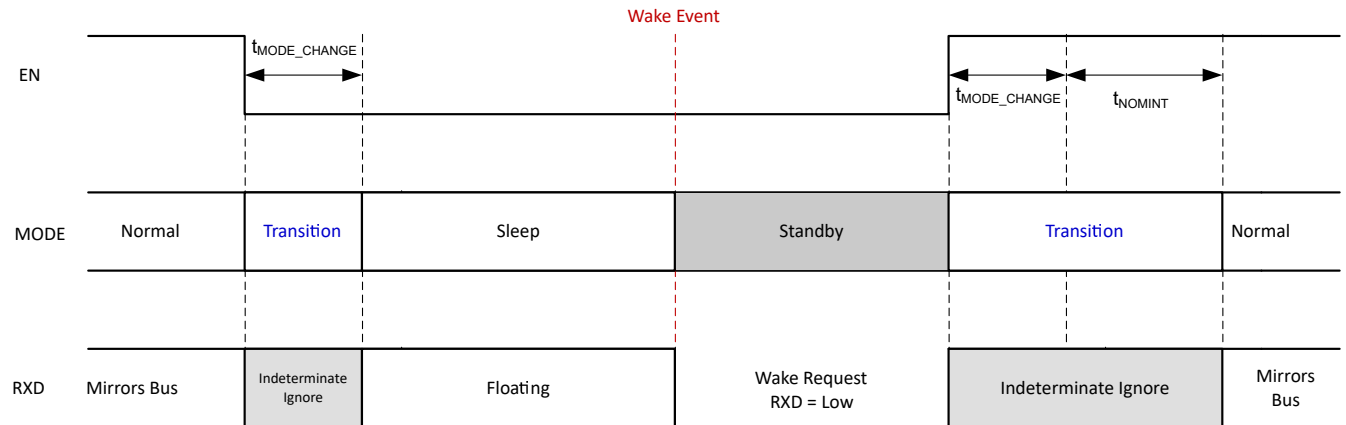 Wake Event
EN
tMODE_CHANGE
tMODE_CHANGE
tNOMINT
MODE
Normal
Transition
Sleep
Standby
Transition
Normal
RXD
Mirrors Bus
Indeterminate
Ignore
Floating
Wake Request
RXD = Low
Indeterminate Ignore
Mirrors
Bus